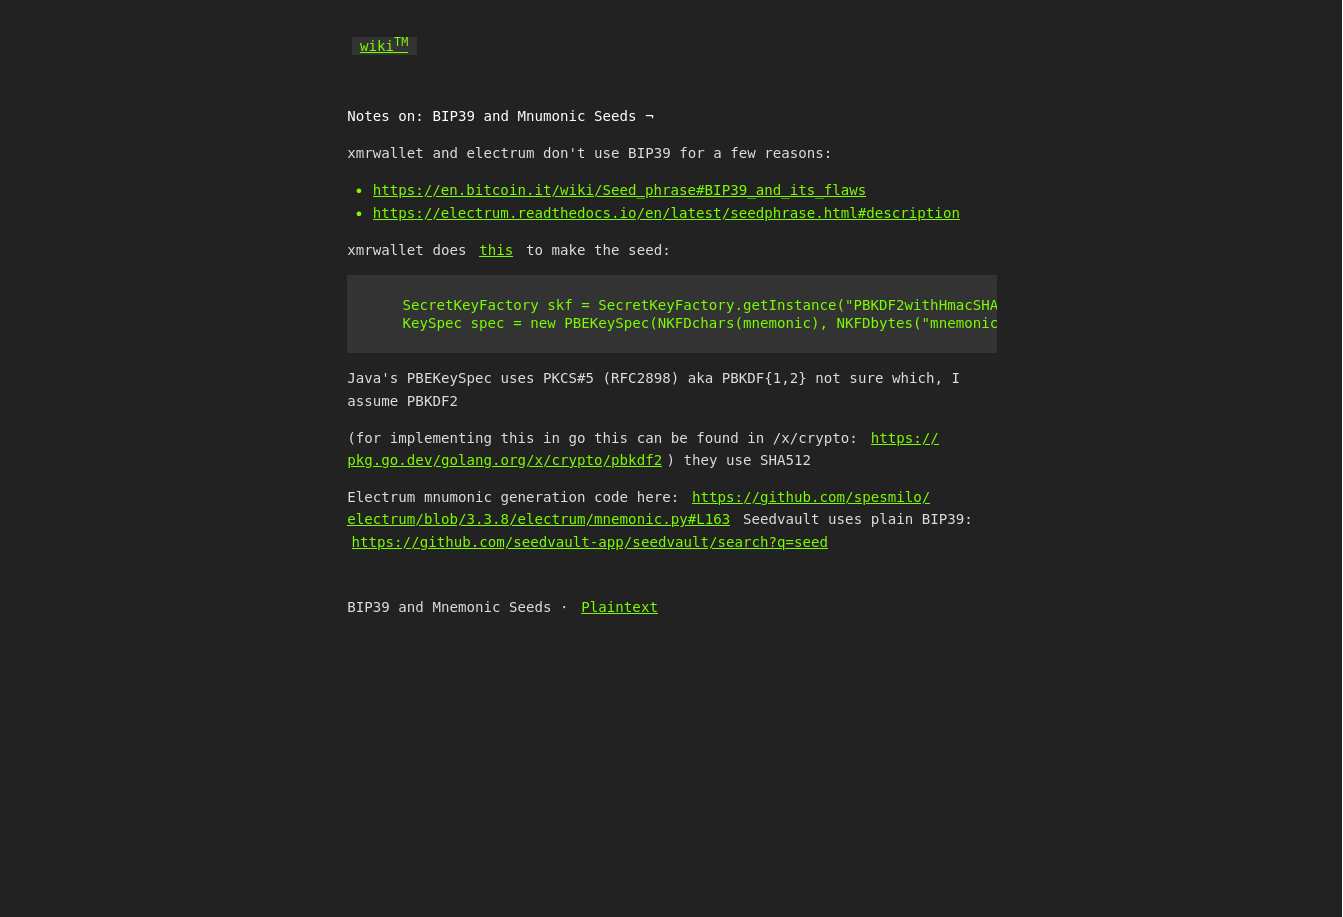 wiki™
Notes on: BIP39 and Mnumonic Seeds ¬
xmrwallet and electrum don't use BIP39 for a few reasons:
• https://en.bitcoin.it/wiki/Seed_phrase#BIP39_and_its_flaws
• https://electrum.readthedocs.io/en/latest/seedphrase.html#description
xmrwallet does this to make the seed:
SecretKeyFactory skf = SecretKeyFactory.getInstance("PBKDF2withHmacSHA
KeySpec spec = new PBEKeySpec(NKFDchars(mnemonic), NKFDbytes("mnemonic
Java's PBEKeySpec uses PKCS#5 (RFC2898) aka PBKDF{1,2} not sure which, I
assume PBKDF2
(for implementing this in go this can be found in /x/crypto: https://
pkg.go.dev/golang.org/x/crypto/pbkdf2 ) they use SHA512
Electrum mnumonic generation code here: https://github.com/spesmilo/
electrum/blob/3.3.8/electrum/mnemonic.py#L163 Seedvault uses plain BIP39:
https://github.com/seedvault-app/seedvault/search?q=seed
BIP39 and Mnemonic Seeds · Plaintext